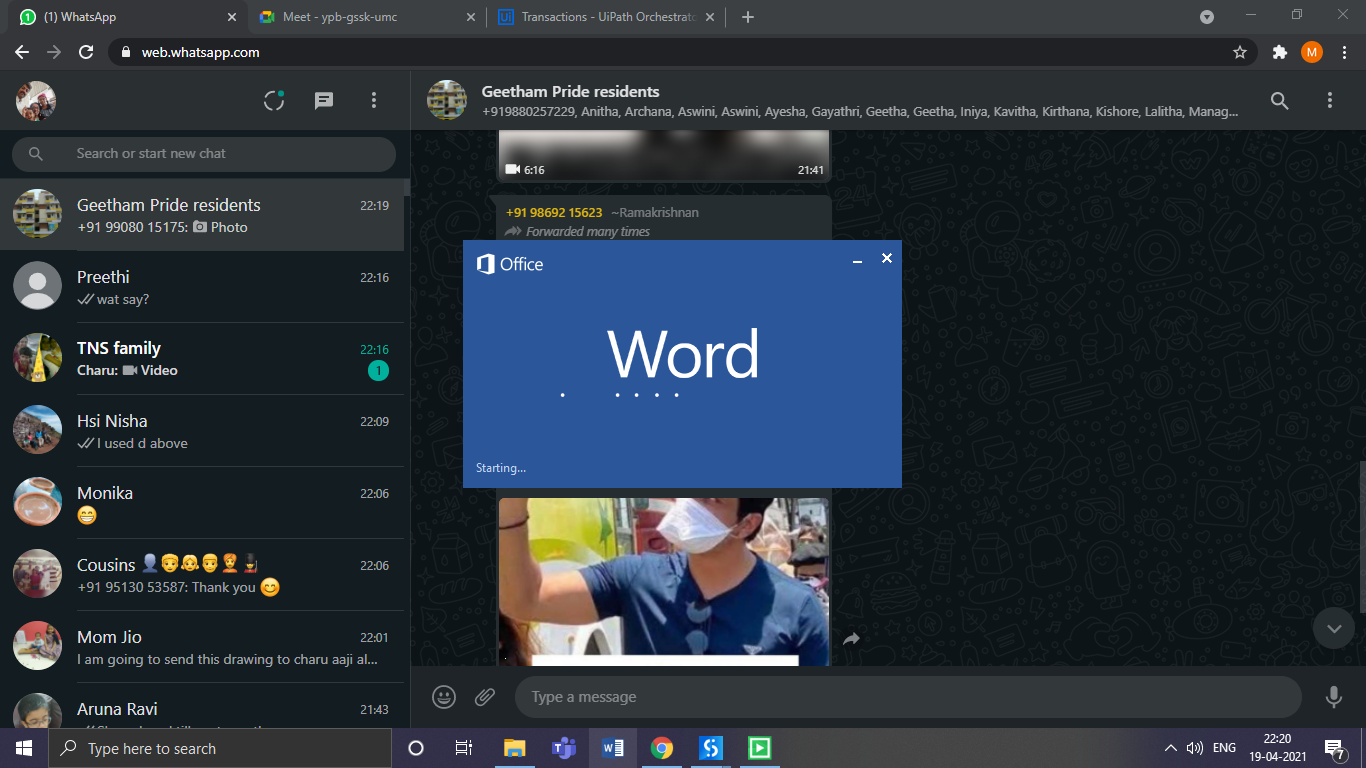 (1) WhatsApp
Meet - ypb-gssk-umc
Transactions - UiPath Orchestrato
web.whatsapp.com
M
Search or start new chat
Geetham Pride residents
22:19
+91 99080 15175: Photo
Preethi
22:16
wat say?
TNS family
22:16
Charu: Video
1
Hsi Nisha
22:09
I used d above
Monika
22:06
😁
Cousins
22:06
+91 95130 53587: Thank you 😊
Mom Jio
22:01
I am going to send this drawing to charu aaji al...
Aruna Ravi
21:43
Geetham Pride residents
+919880257229, Anitha, Archana, Aswini, Aswini, Ayesha, Gayathri, Geetha, Geetha, Iniya, Kavitha, Kirthana, Kishore, Lalitha, Manag...
6:16
21:41
+91 98692 15623 ~Ramakrishnan
Forwarded many times
Office
Word
Starting...
Type a message
Type here to search
ENG
22:20
19-04-2021
7